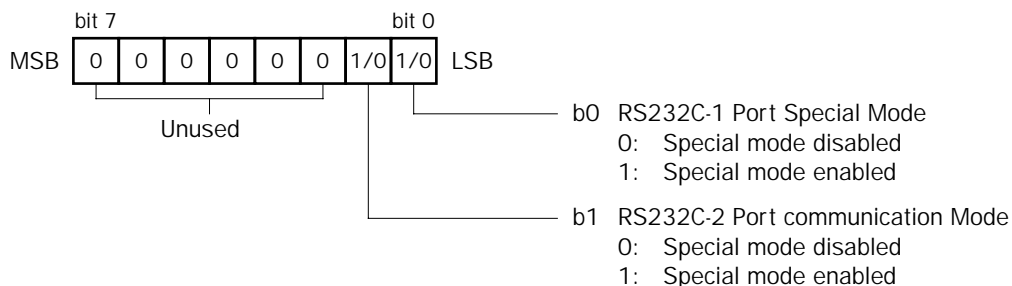 bit 7 bit 0
MSB 0 0 0 0 0 0 1/0 1/0 LSB
Unused
b0 RS232C-1 Port Special Mode
0: Special mode disabled
1: Special mode enabled
b1 RS232C-2 Port communication Mode
0: Special mode disabled
1: Special mode enabled